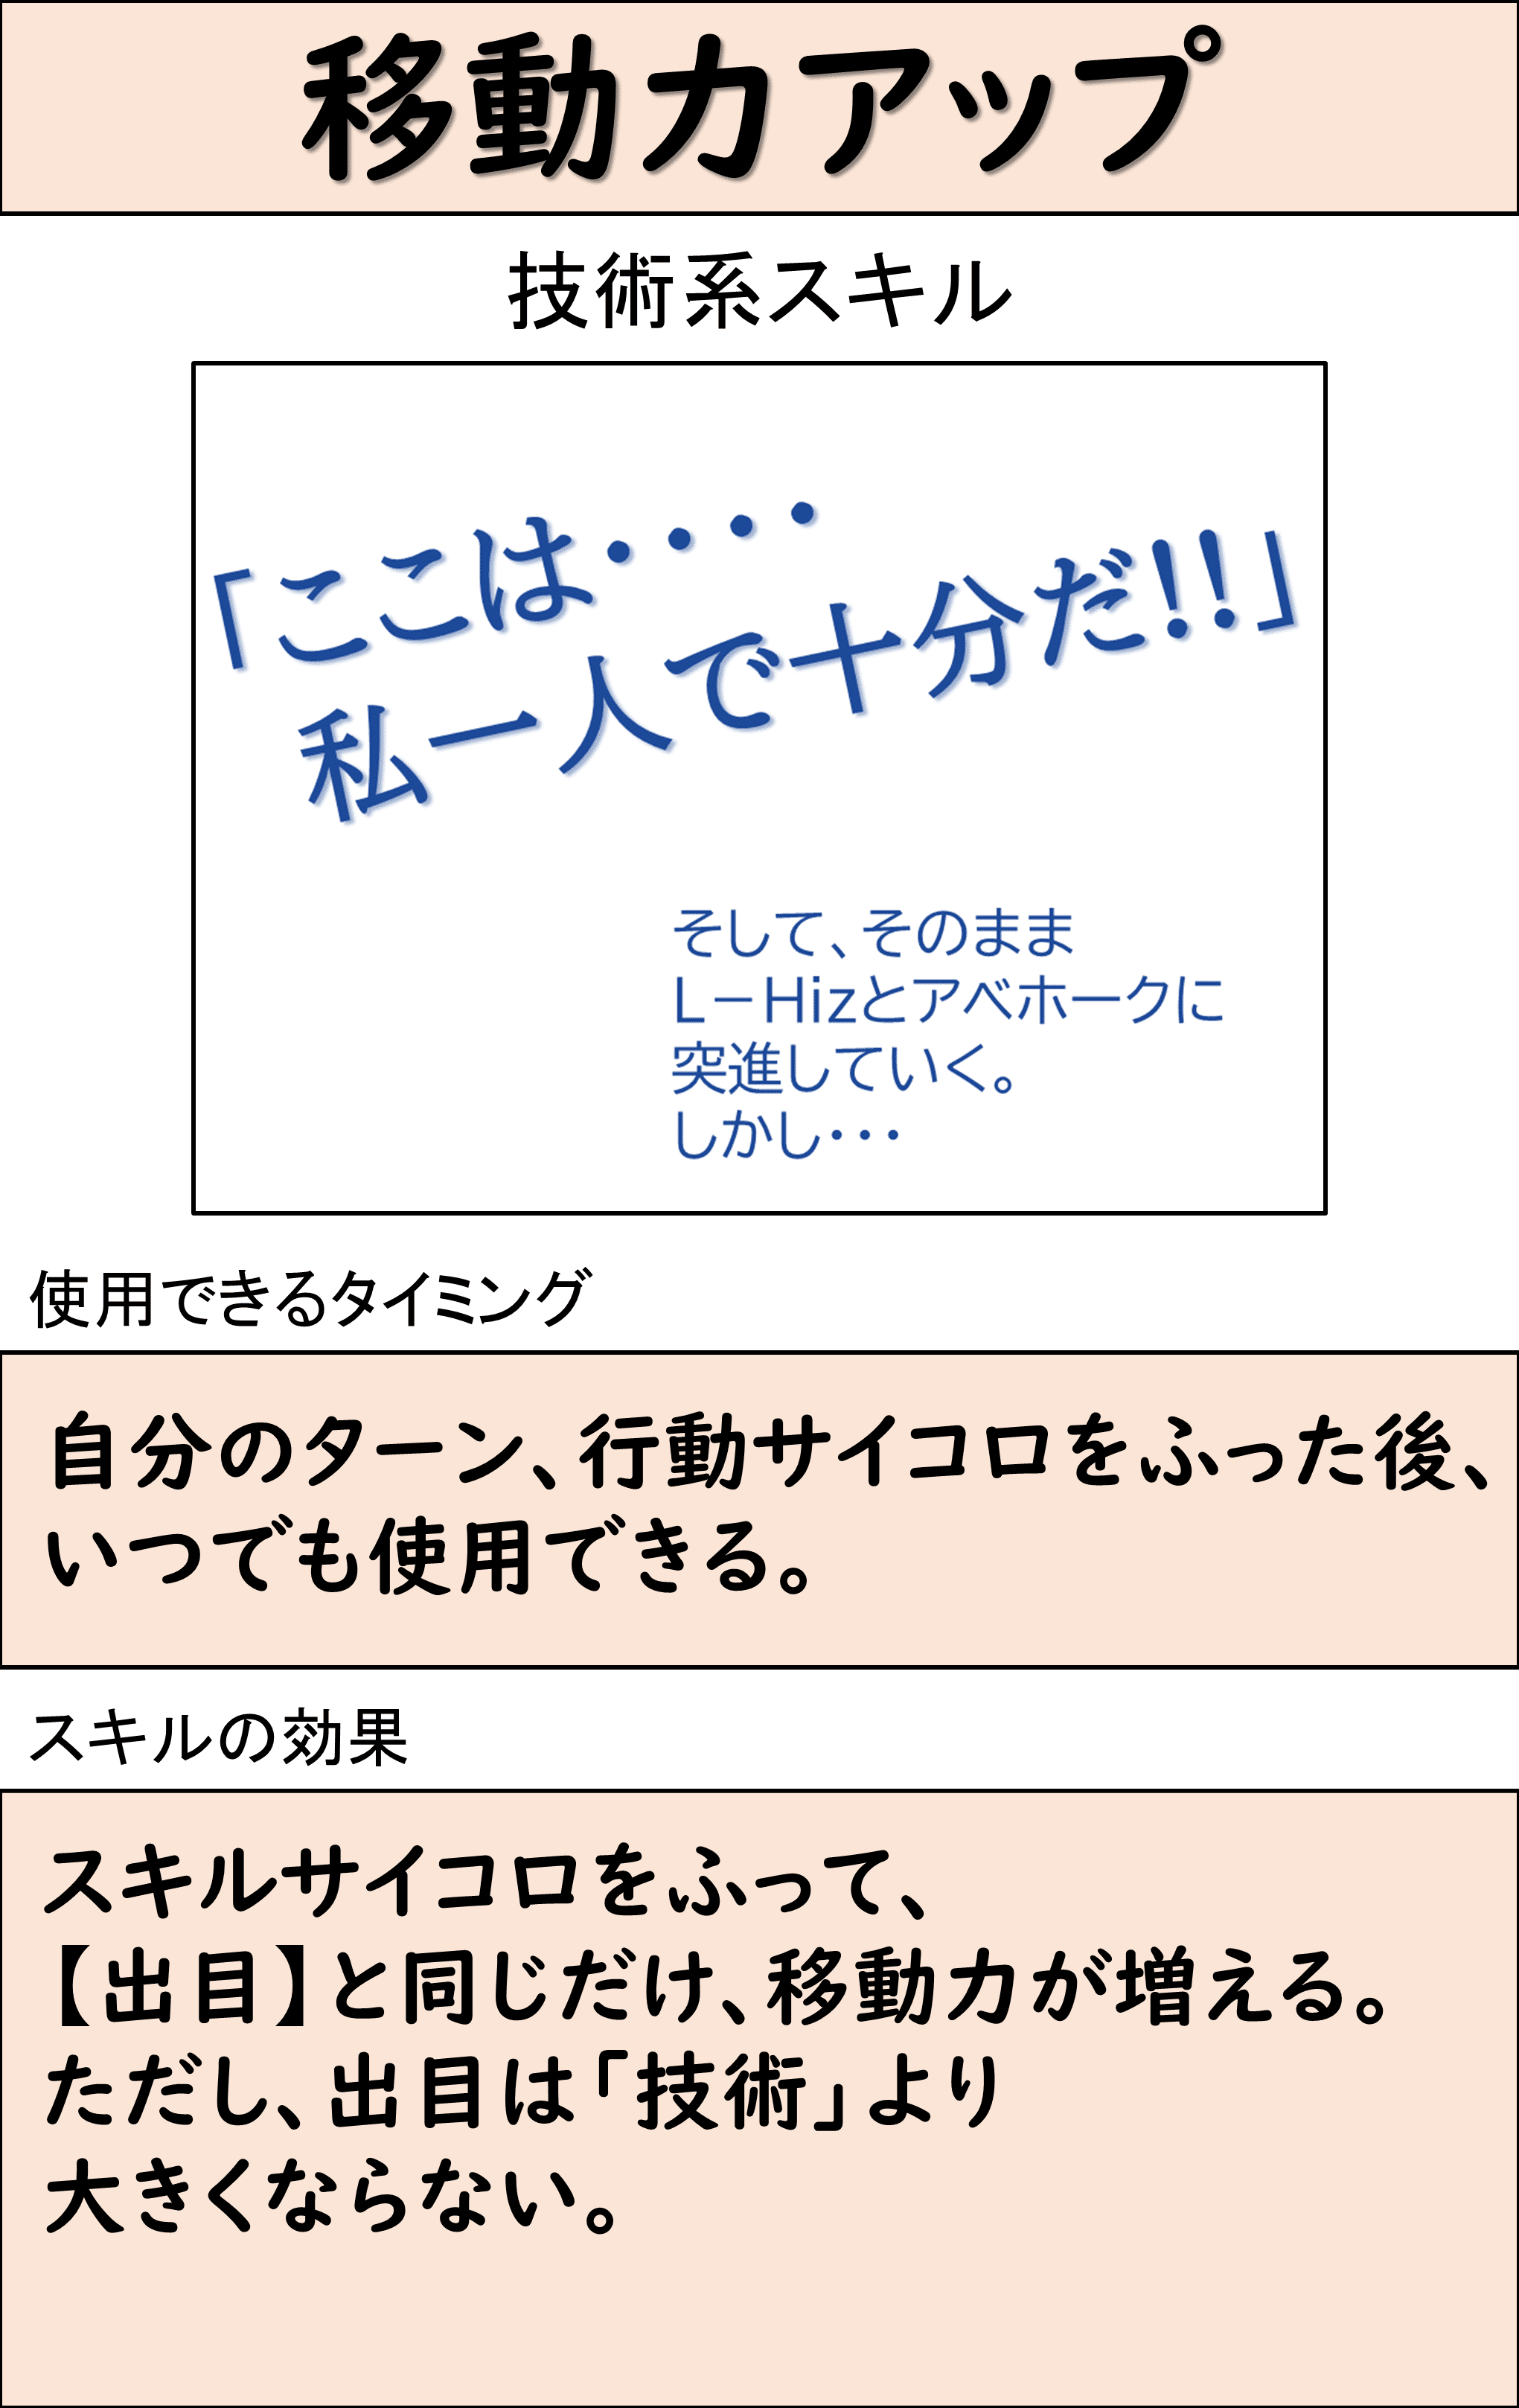 移動力アップ
技術系スキル
「ここは・・・・
私一人で十分だ!!」
そして、そのまま
L－Hizとアベホークに
突進していく。
しかし・・・
使用できるタイミング
自分のターン、行動サイコロをふった後、
いつでも使用できる。
スキルの効果
スキルサイコロをふって、
【出目】と同じだけ、移動力が増える。
ただし、出目は「技術」より
大きくならない。